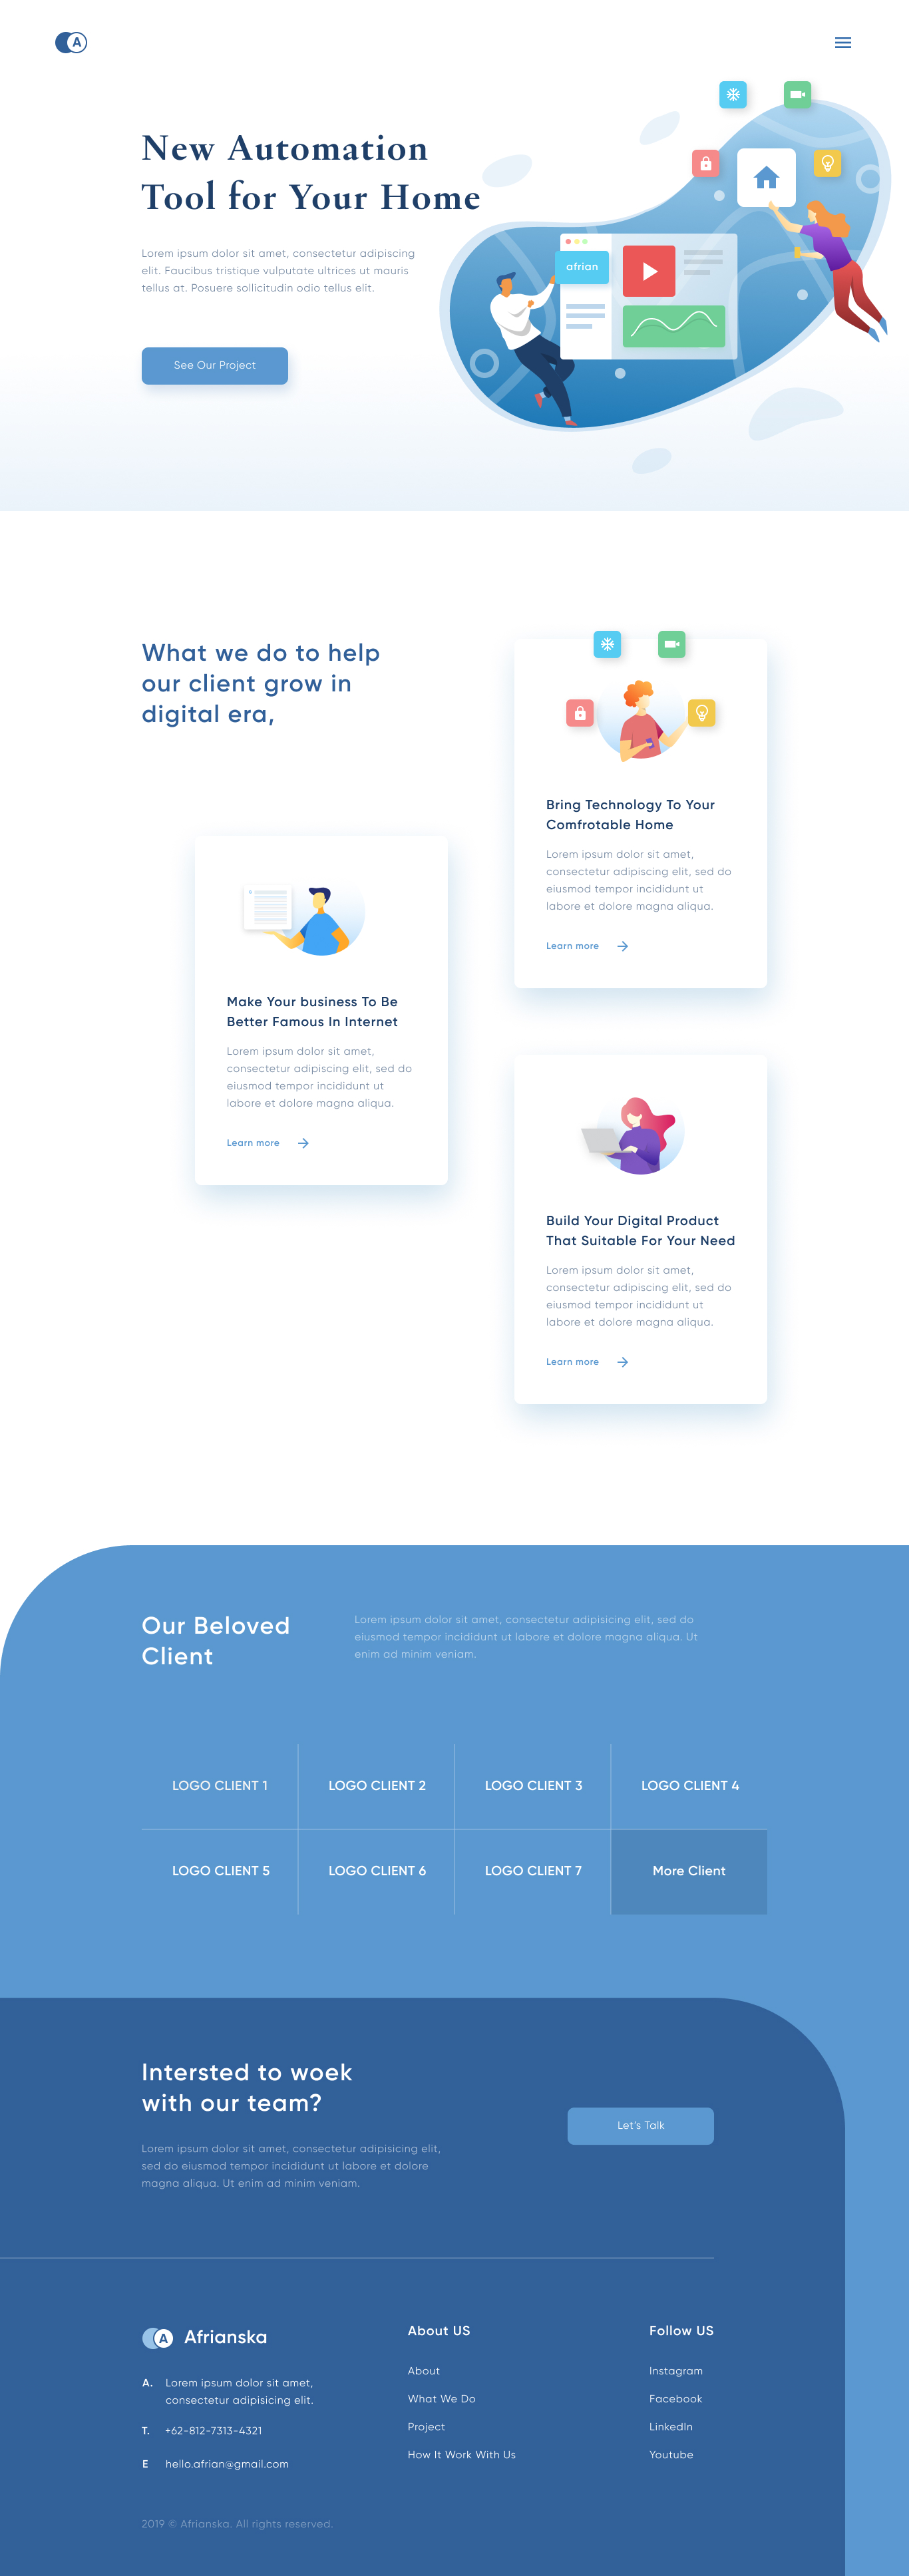 A
New Automation
Tool for Your Home
Lorem ipsum dolor sit amet, consectetur adipiscing
elit. Faucibus tristique vulputate ultrices ut mauris
tellus at. Posuere sollicitudin odio tellus elit.
See Our Project
afrian
What we do to help
our client grow in
digital era,
Bring Technology To Your
Comfrotable Home
Lorem ipsum dolor sit amet,
consectetur adipiscing elit, sed do
eiusmod tempor incididunt ut
labore et dolore magna aliqua.
Learn more
Make Your business To Be
Better Famous In Internet
Lorem ipsum dolor sit amet,
consectetur adipiscing elit, sed do
eiusmod tempor incididunt ut
labore et dolore magna aliqua.
Learn more
Build Your Digital Product
That Suitable For Your Need
Lorem ipsum dolor sit amet,
consectetur adipiscing elit, sed do
eiusmod tempor incididunt ut
labore et dolore magna aliqua.
Learn more
Our Beloved
Client
Lorem ipsum dolor sit amet, consectetur adipisicing elit, sed do
eiusmod tempor incididunt ut labore et dolore magna aliqua. Ut
enim ad minim veniam.
LOGO CLIENT 1
LOGO CLIENT 2
LOGO CLIENT 3
LOGO CLIENT 4
LOGO CLIENT 5
LOGO CLIENT 6
LOGO CLIENT 7
More Client
Intersted to woek
with our team?
Lorem ipsum dolor sit amet, consectetur adipisicing elit,
sed do eiusmod tempor incididunt ut labore et dolore
magna aliqua. Ut enim ad minim veniam.
Let's Talk
A Afrianska
A. Lorem ipsum dolor sit amet,
consectetur adipisicing elit.
T. +62-812-7313-4321
E hello.afrian@gmail.com
About US
About
What We Do
Project
How It Work With Us
Follow US
Instagram
Facebook
LinkedIn
Youtube
2019 © Afrianska. All rights reserved.